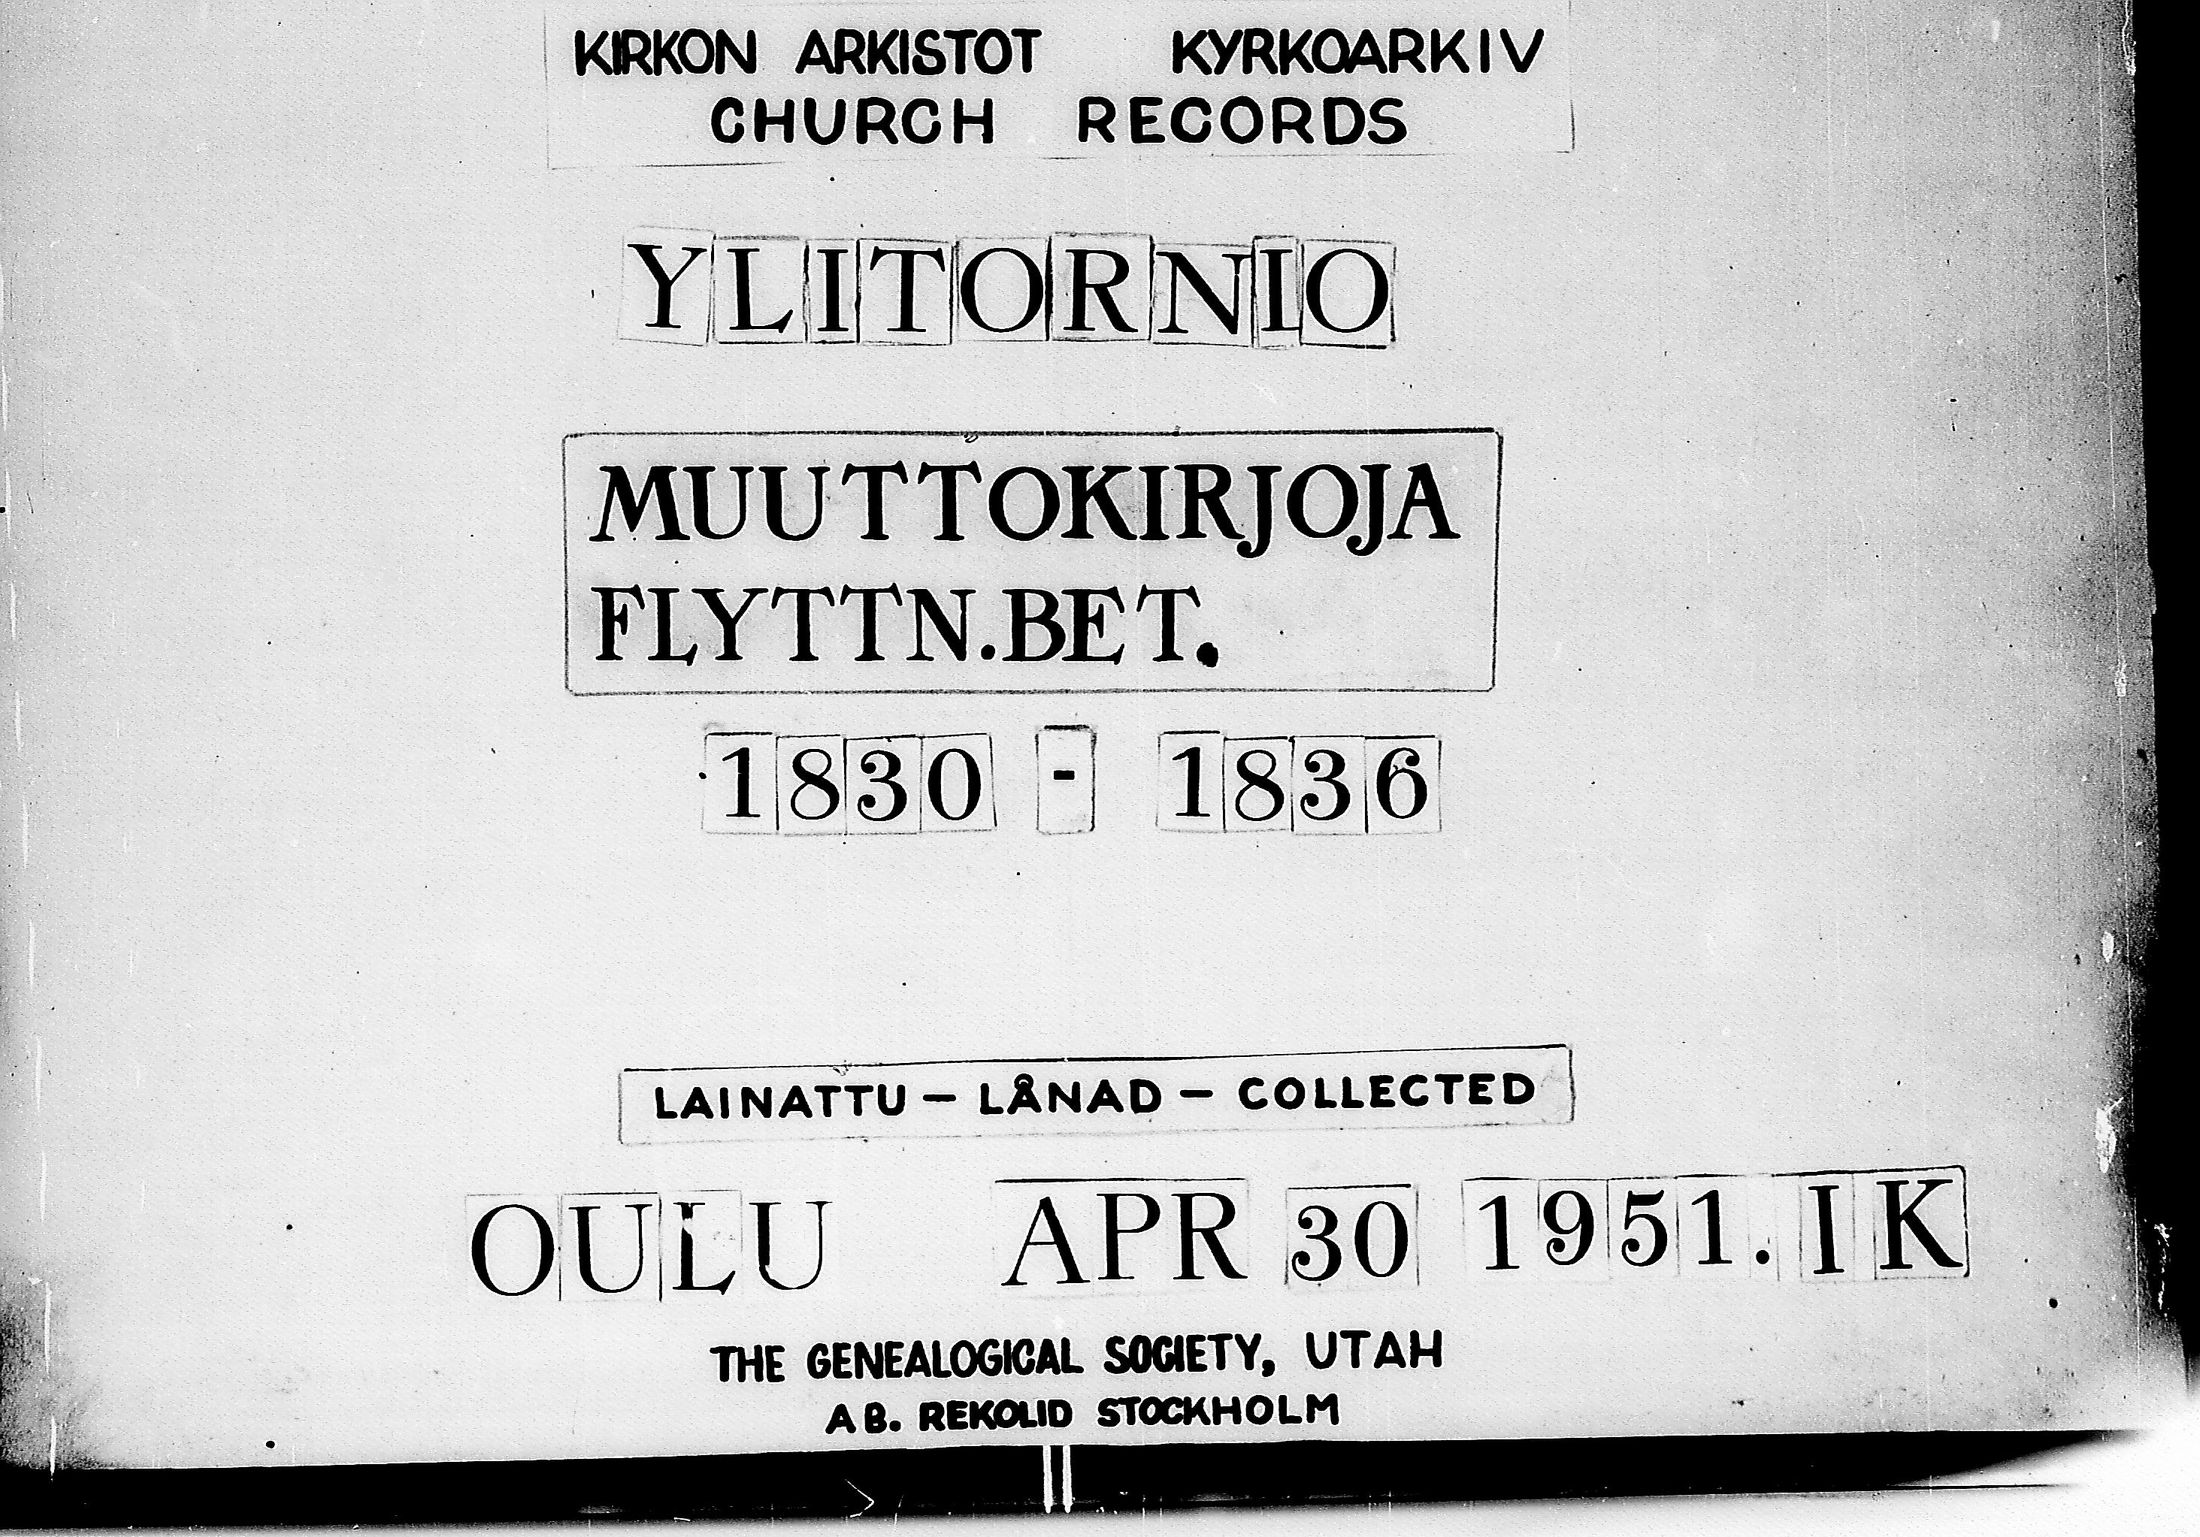 KIRKON ARKISTOT KYRKOARKIV
CHURCH RECORDS
YLITORNIO
MUUTTOKIRJOJA
FLYTTN.BET.
1830 - 1836
LAINATTU – LÅNAD – COLLECTED
OULU APR 30 1951. IK
THE GENEALOGICAL SOCIETY, UTAH
AB. REKOLID STOCKHOLM